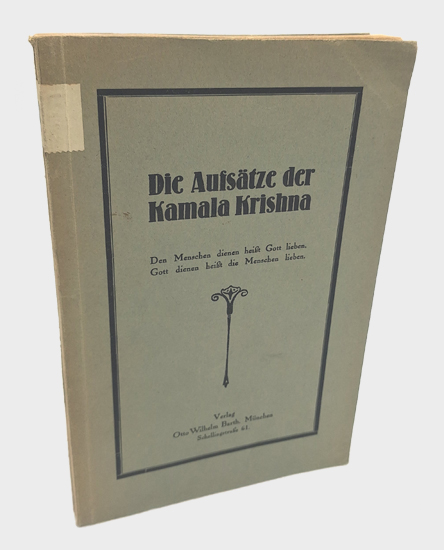 Die Aufsätze der
Kamala Krishna
Den Menschen dienen heißt Gott lieben.
Gott dienen heißt die Menschen lieben.
Verlag
Otto Wilhelm Barth, München
Schellingstraße 61.